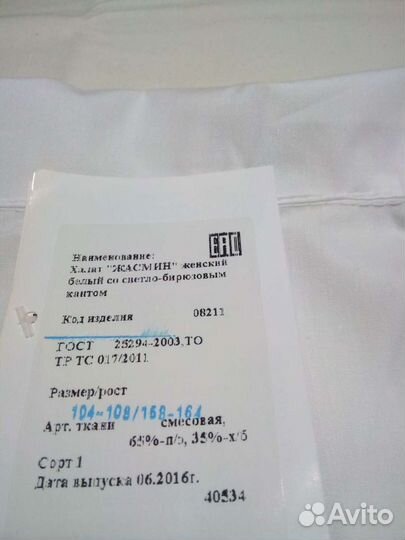 EAC
Наименование:
Халат "ЖАСМИН" женский
белый со светло-бирюзовым
кантом
Код изделия 08211
ГОСТ 25294-2003,ТО
ТР ТС 017/2011
Размер/рост
104-108/158-164
Арт. ткани смесовая,
65%-п/э, 35%-х/б
Сорт 1
Дата выпуска 06.2016г.
40534
Avito